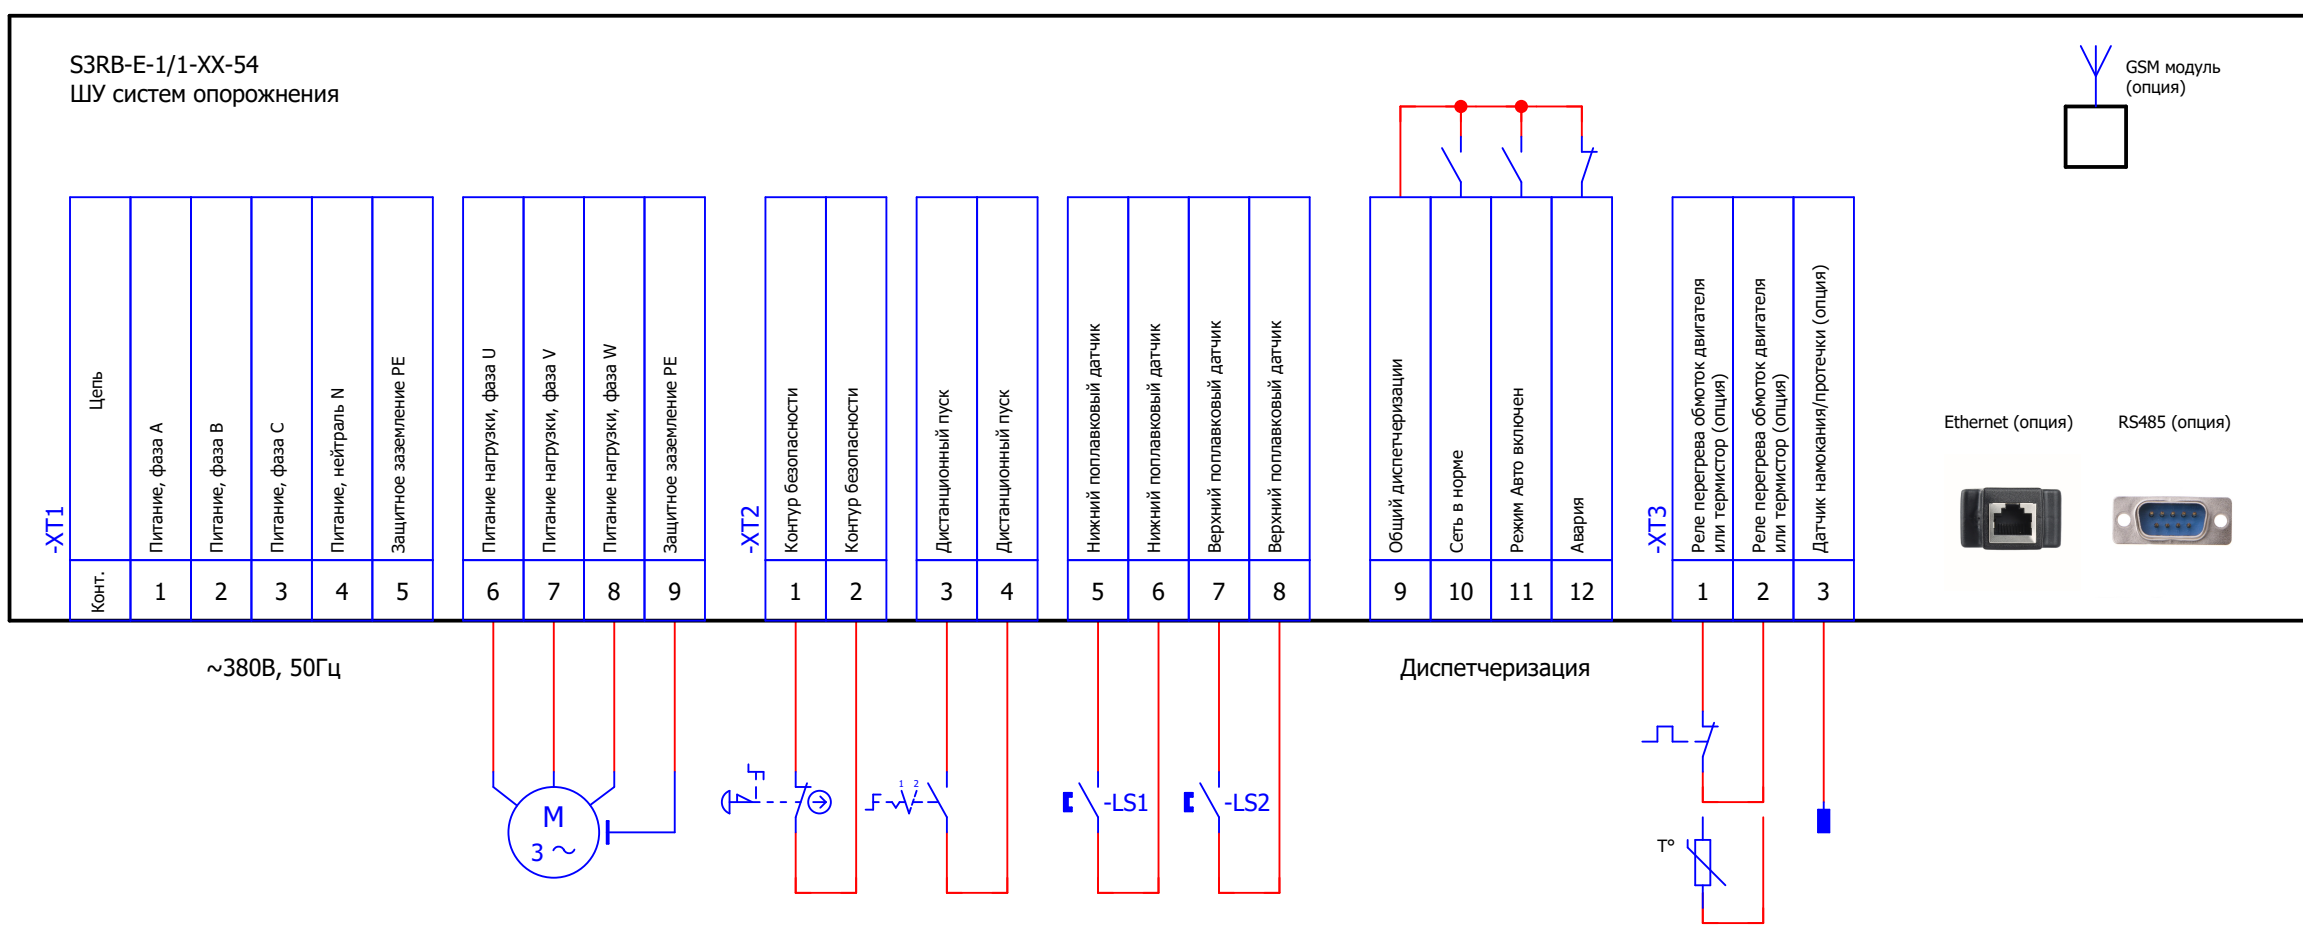 S3RB-E-1/1-XX-54
ШУ систем опорожнения
GSM модуль
(опция)
-XT1
Цепь
Питание, фаза A
Питание, фаза B
Питание, фаза C
Питание, нейтраль N
Защитное заземление PE
Питание нагрузки, фаза U
Питание нагрузки, фаза V
Питание нагрузки, фаза W
Защитное заземление PE
-XT2
Контур безопасности
Контур безопасности
Дистанционный пуск
Дистанционный пуск
Нижний поплавковый датчик
Нижний поплавковый датчик
Верхний поплавковый датчик
Верхний поплавковый датчик
Общий диспетчеризации
Сеть в норме
Режим Авто включен
Авария
-XT3
Реле перегрева обмоток двигателя
или термистор (опция)
Реле перегрева обмоток двигателя
или термистор (опция)
Датчик намокания/протечки (опция)
Ethernet (опция)
RS485 (опция)
Конт.
1
2
3
4
5
6
7
8
9
1
2
3
4
5
6
7
8
9
10
11
12
1
2
3
~380В, 50Гц
Диспетчеризация
M
3 ~
1 2
-LS1
-LS2
T°